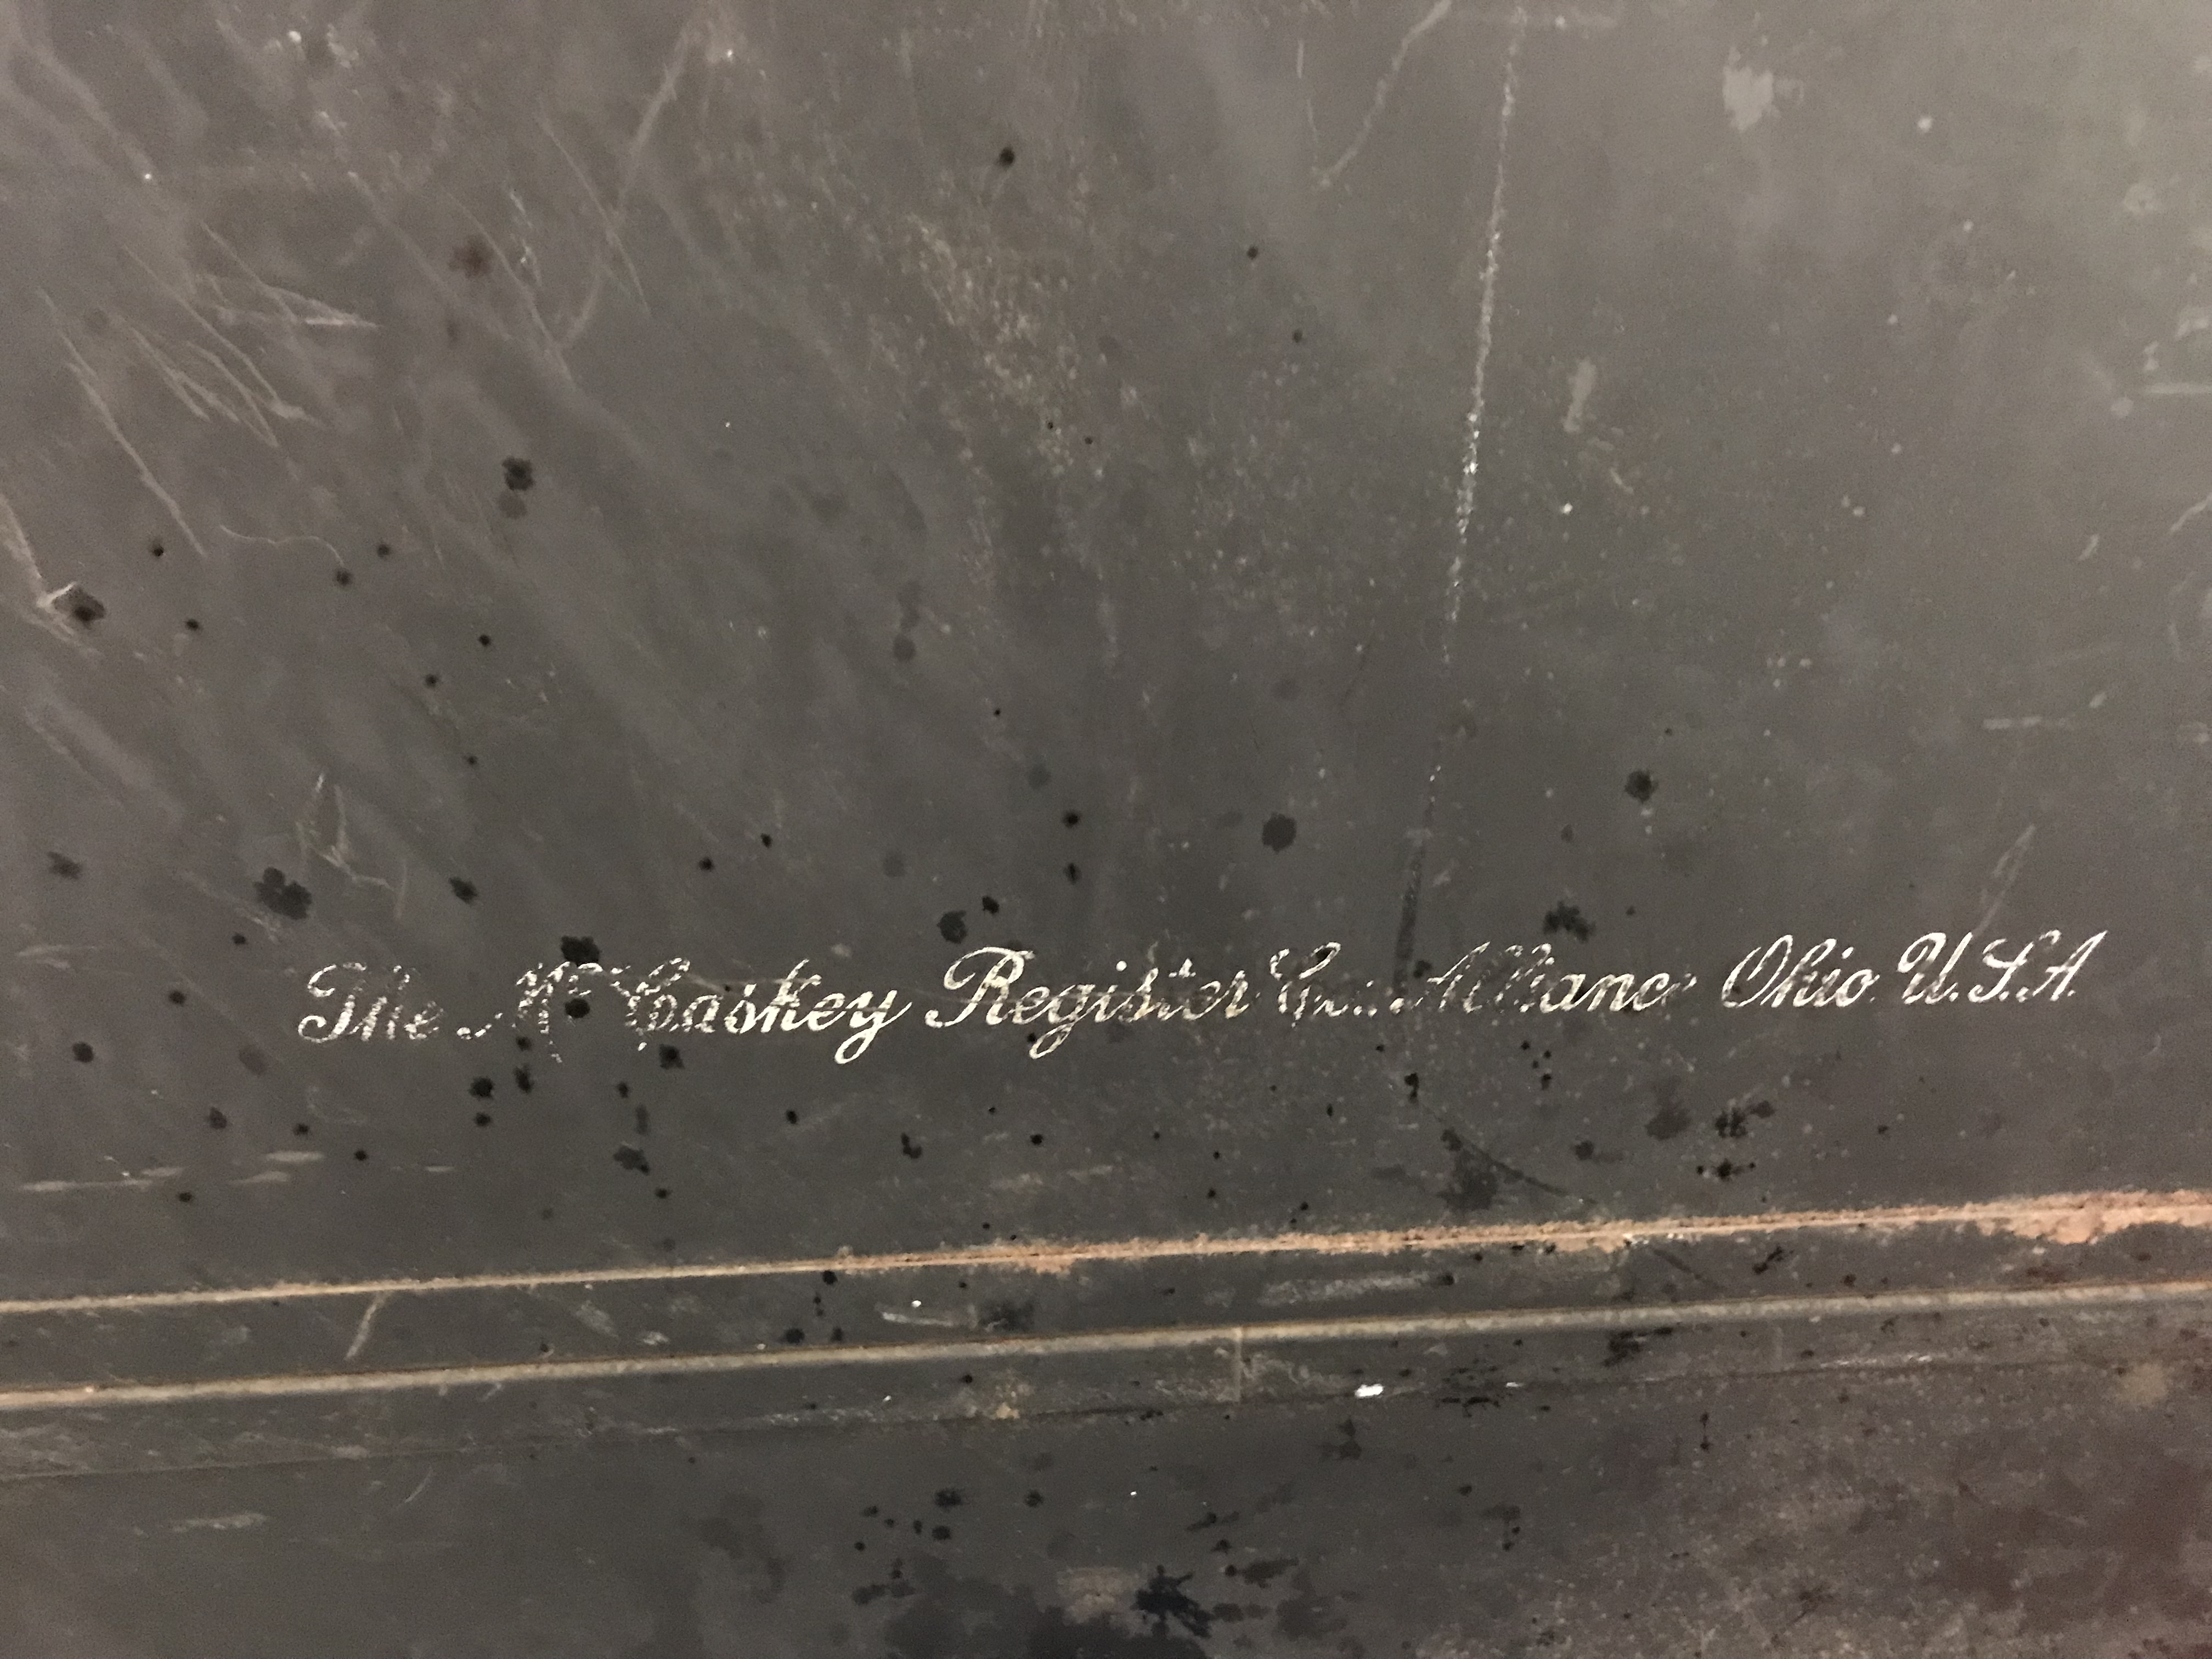 The McCaskey Register Co. Alliance Ohio U.S.A